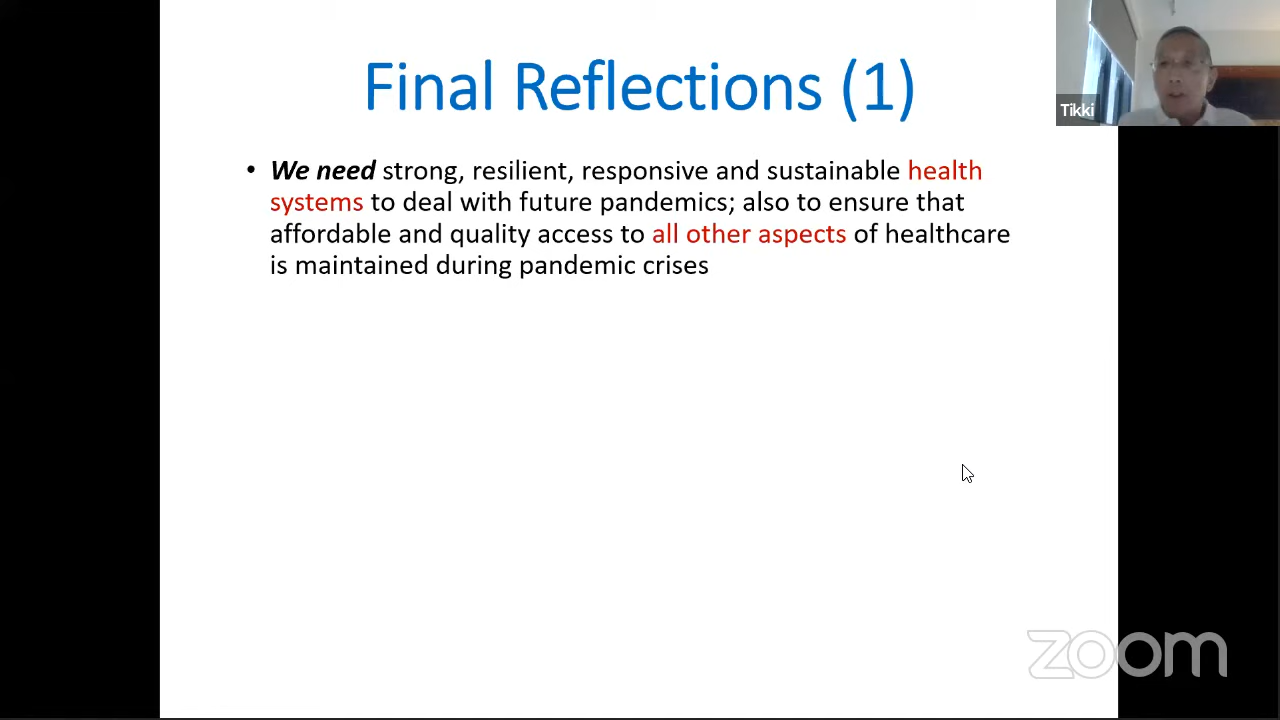 Final Reflections (1)
Tikki
• We need strong, resilient, responsive and sustainable health
systems to deal with future pandemics; also to ensure that
affordable and quality access to all other aspects of healthcare
is maintained during pandemic crises
zoom